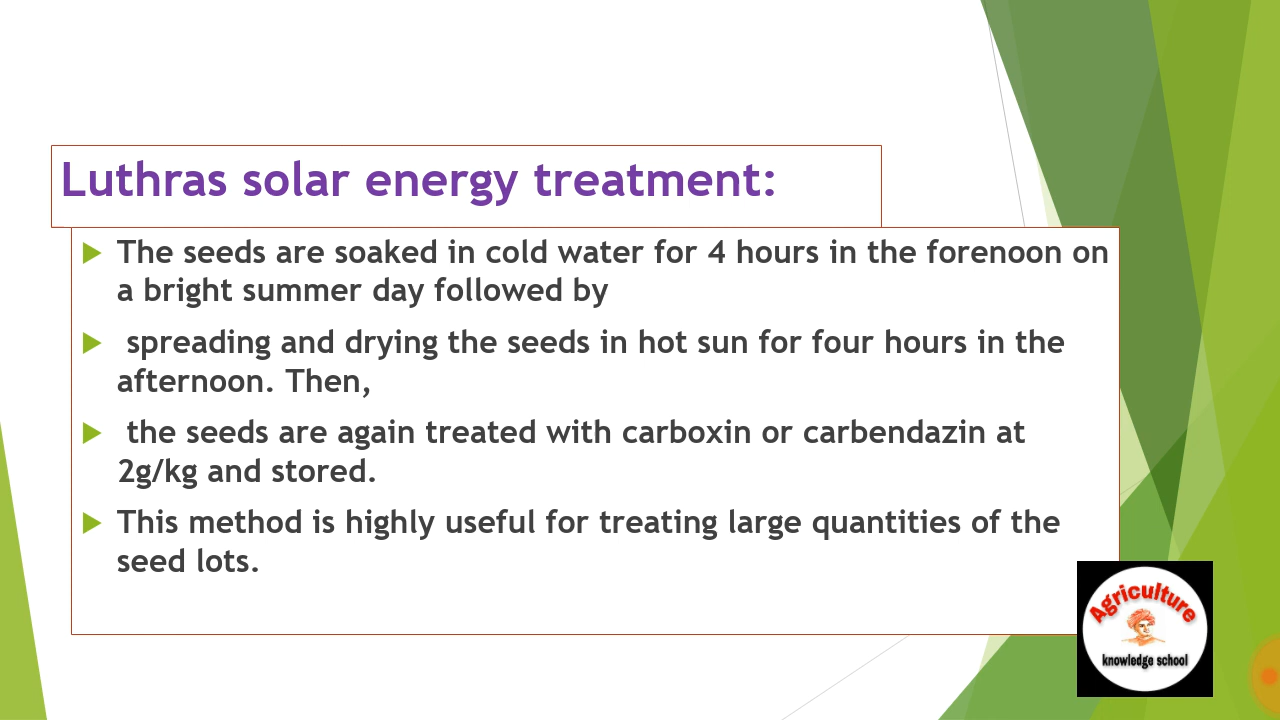 Luthras solar energy treatment:
The seeds are soaked in cold water for 4 hours in the forenoon on
a bright summer day followed by
spreading and drying the seeds in hot sun for four hours in the
afternoon. Then,
the seeds are again treated with carboxin or carbendazin at
2g/kg and stored.
This method is highly useful for treating large quantities of the
seed lots.
Agriculture
knowledge school